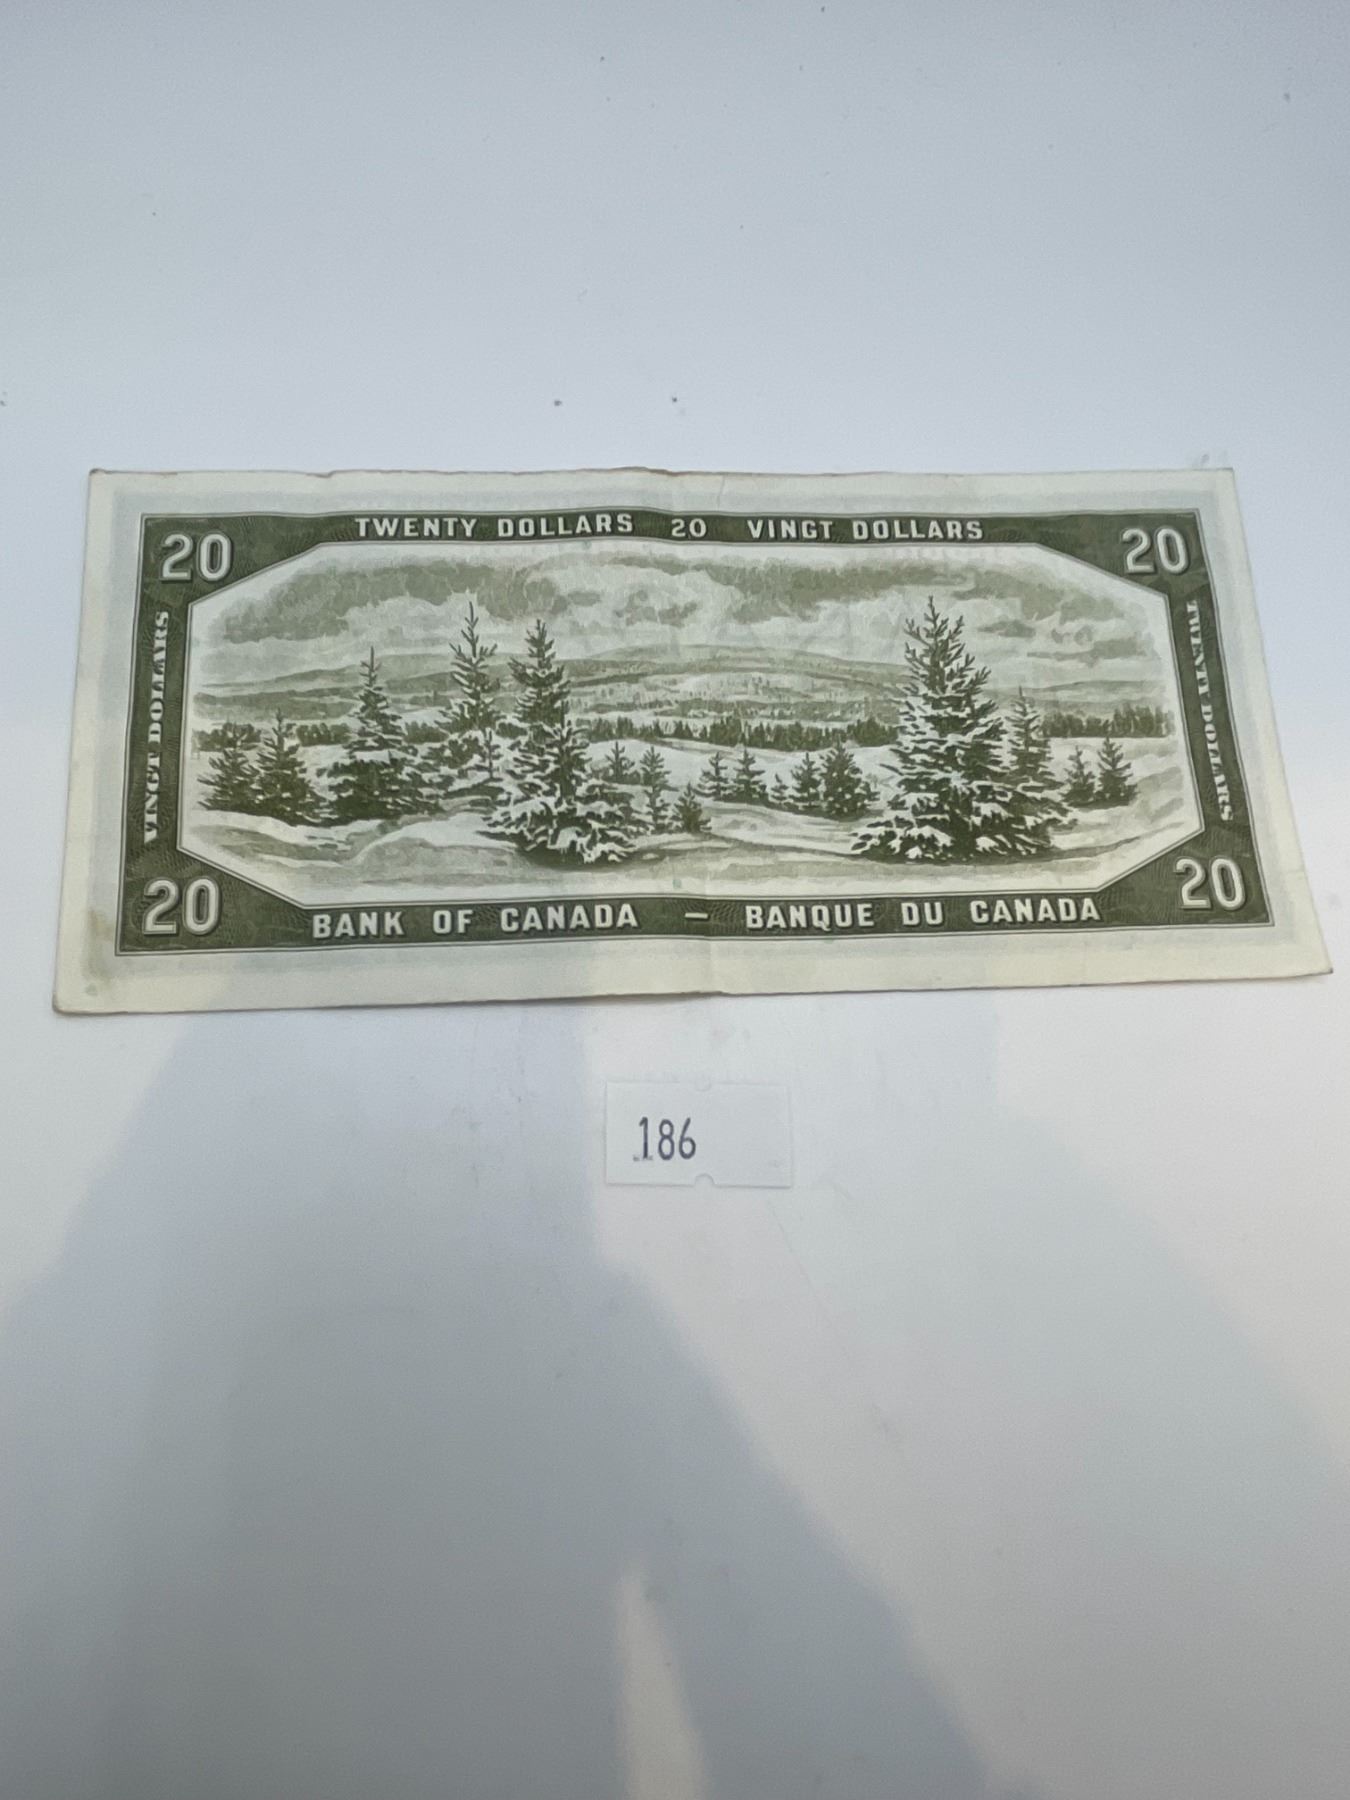 TWENTY DOLLARS 20 VINGT DOLLARS
20
20
VINGT DOLLARS
TWENTY DOLLARS
20
20
BANK OF CANADA — BANQUE DU CANADA
186